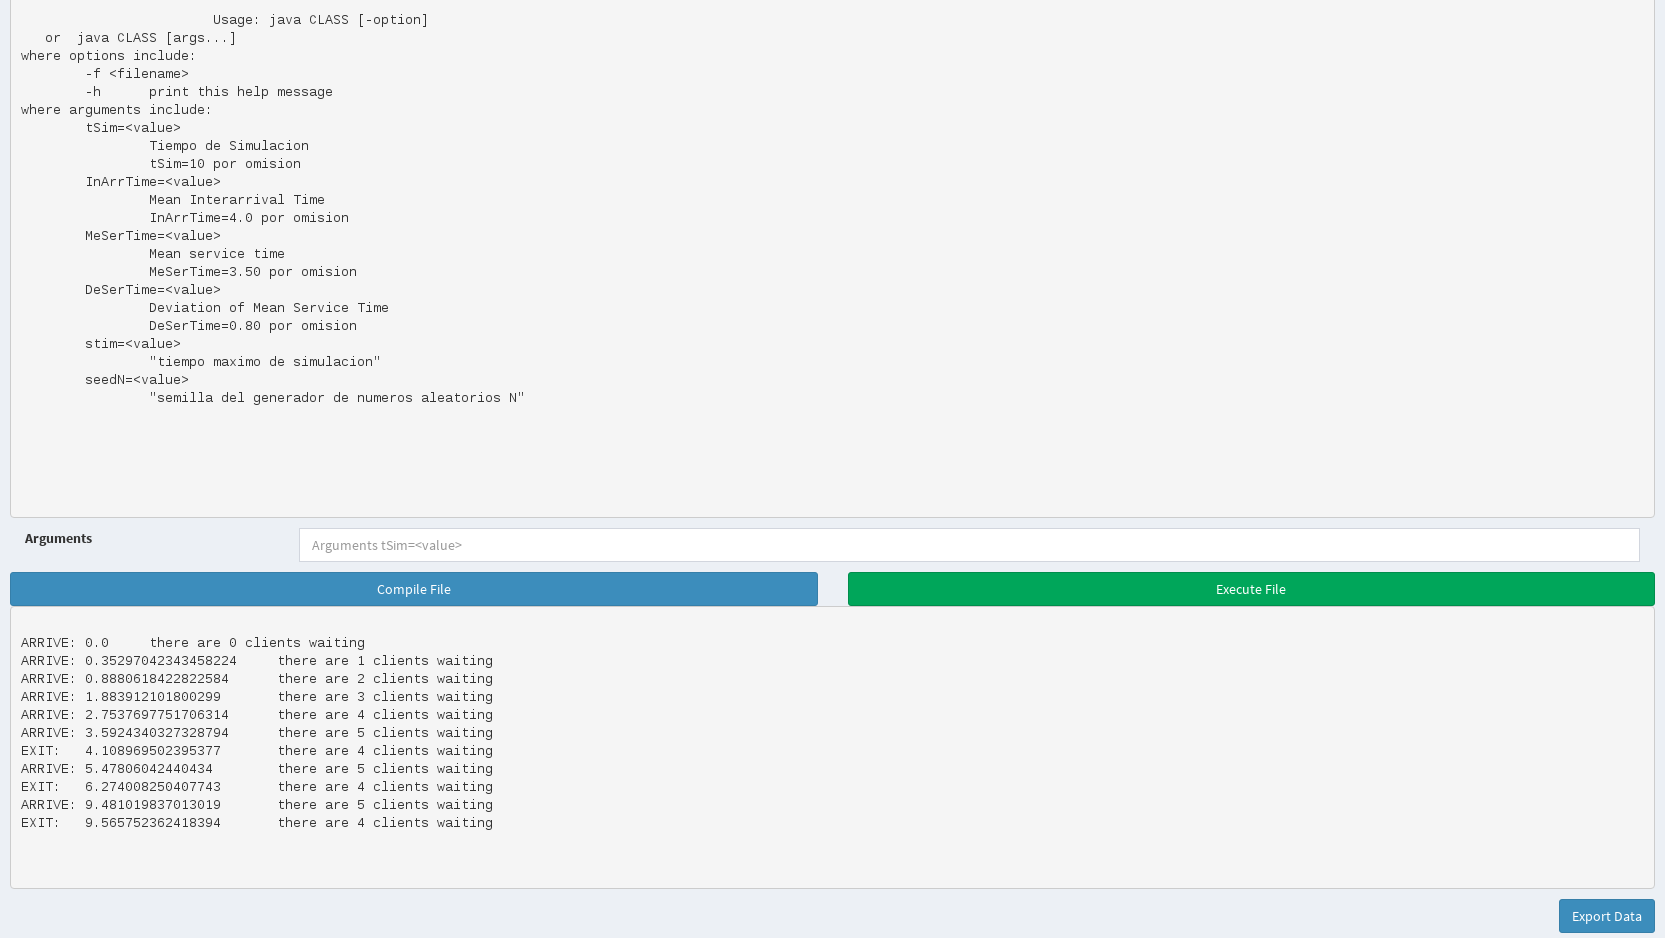 Usage: java CLASS [-option]
or java CLASS [args...]
where options include:
-f <filename>
-h print this help message
where arguments include:
tSim=<value>
Tiempo de Simulacion
tSim=10 por omision
InArrTime=<value>
Mean Interarrival Time
InArrTime=4.0 por omision
MeSerTime=<value>
Mean service time
MeSerTime=3.50 por omision
DeSerTime=<value>
Deviation of Mean Service Time
DeSerTime=0.80 por omision
stim=<value>
"tiempo maximo de simulacion"
seedN=<value>
"semilla del generador de numeros aleatorios N"
Arguments
Arguments tSim=<value>
Compile File
Execute File
ARRIVE: 0.0 there are 0 clients waiting
ARRIVE: 0.35297042343458224 there are 1 clients waiting
ARRIVE: 0.8880618422822584 there are 2 clients waiting
ARRIVE: 1.883912101800299 there are 3 clients waiting
ARRIVE: 2.7537697751706314 there are 4 clients waiting
ARRIVE: 3.5924340327328794 there are 5 clients waiting
EXIT: 4.108969502395377 there are 4 clients waiting
ARRIVE: 5.47806042440434 there are 5 clients waiting
EXIT: 6.274008250407743 there are 4 clients waiting
ARRIVE: 9.481019837013019 there are 5 clients waiting
EXIT: 9.565752362418394 there are 4 clients waiting
Export Data